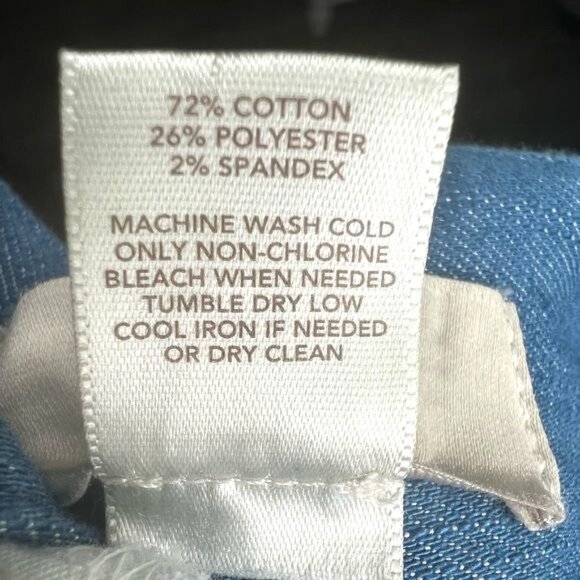 72% COTTON
26% POLYESTER
2% SPANDEX
MACHINE WASH COLD
ONLY NON-CHLORINE
BLEACH WHEN NEEDED
TUMBLE DRY LOW
COOL IRON IF NEEDED
OR DRY CLEAN